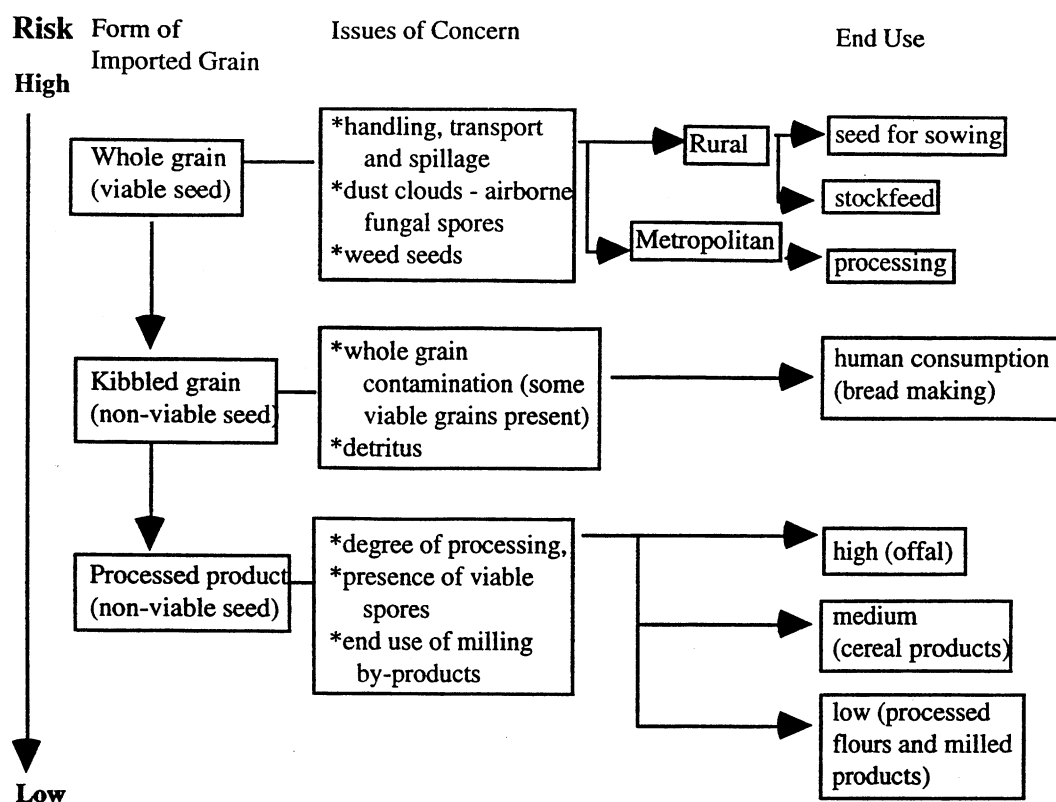 Risk
High
Form of
Imported Grain
Issues of Concern
End Use
Whole grain
(viable seed)
*handling, transport
and spillage
*dust clouds - airborne
fungal spores
*weed seeds
Rural
Metropolitan
seed for sowing
stockfeed
processing
Kibbled grain
(non-viable seed)
*whole grain
contamination (some
viable grains present)
*detritus
human consumption
(bread making)
Processed product
(non-viable seed)
*degree of processing,
*presence of viable
spores
*end use of milling
by-products
high (offal)
medium
(cereal products)
low (processed
flours and milled
products)
Low